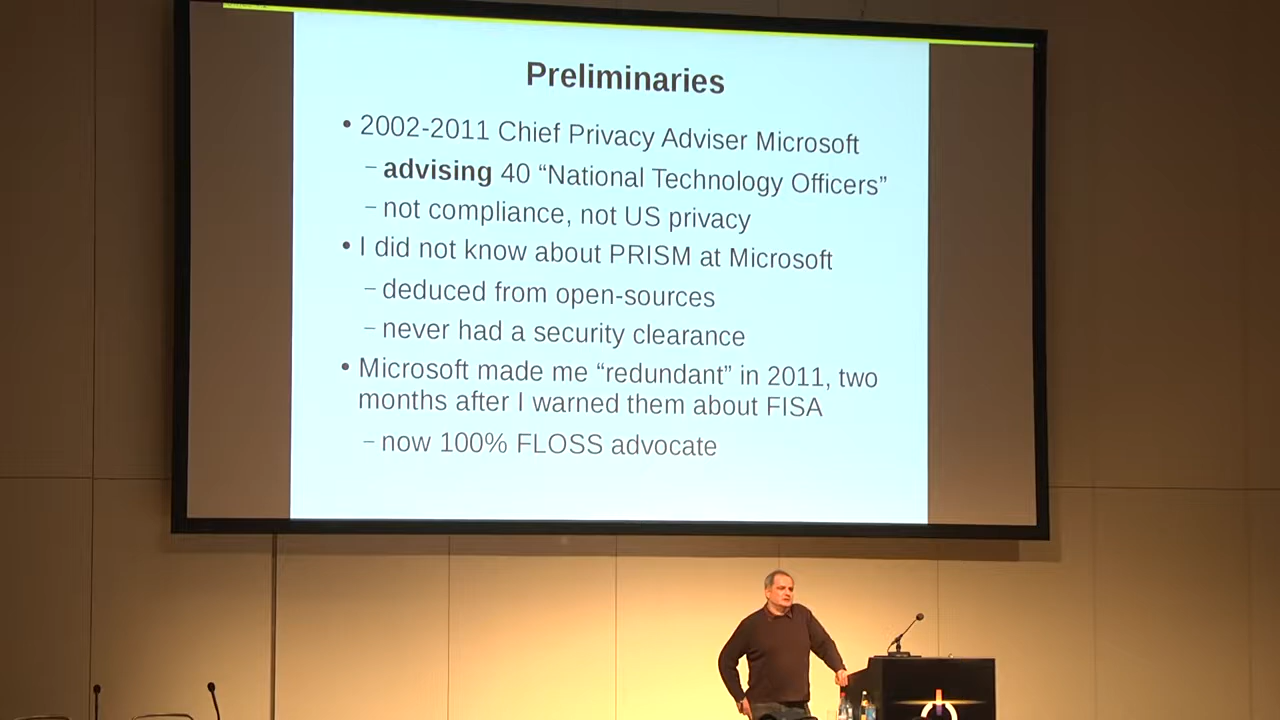 Preliminaries
• 2002-2011 Chief Privacy Adviser Microsoft
– advising 40 “National Technology Officers”
– not compliance, not US privacy
• I did not know about PRISM at Microsoft
– deduced from open-sources
– never had a security clearance
• Microsoft made me “redundant” in 2011, two
months after I warned them about FISA
– now 100% FLOSS advocate